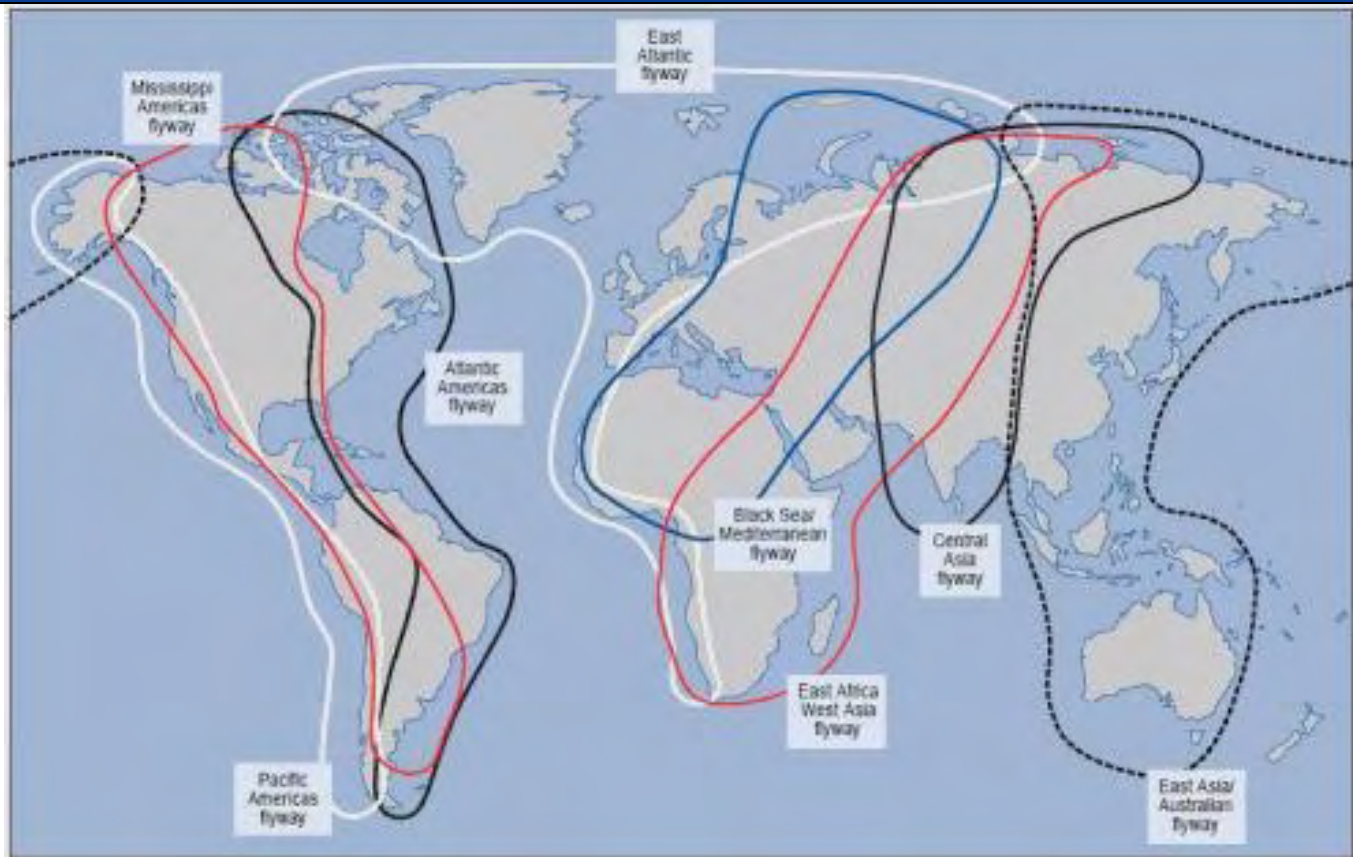 East
Atlantic
flyway
Mississippi
Americas
flyway
Atlantic
Americas
flyway
Black Sea/
Mediterranean
flyway
Central
Asia
flyway
East Africa
West Asia
flyway
Pacific
Americas
flyway
East Asia/
Australian
flyway